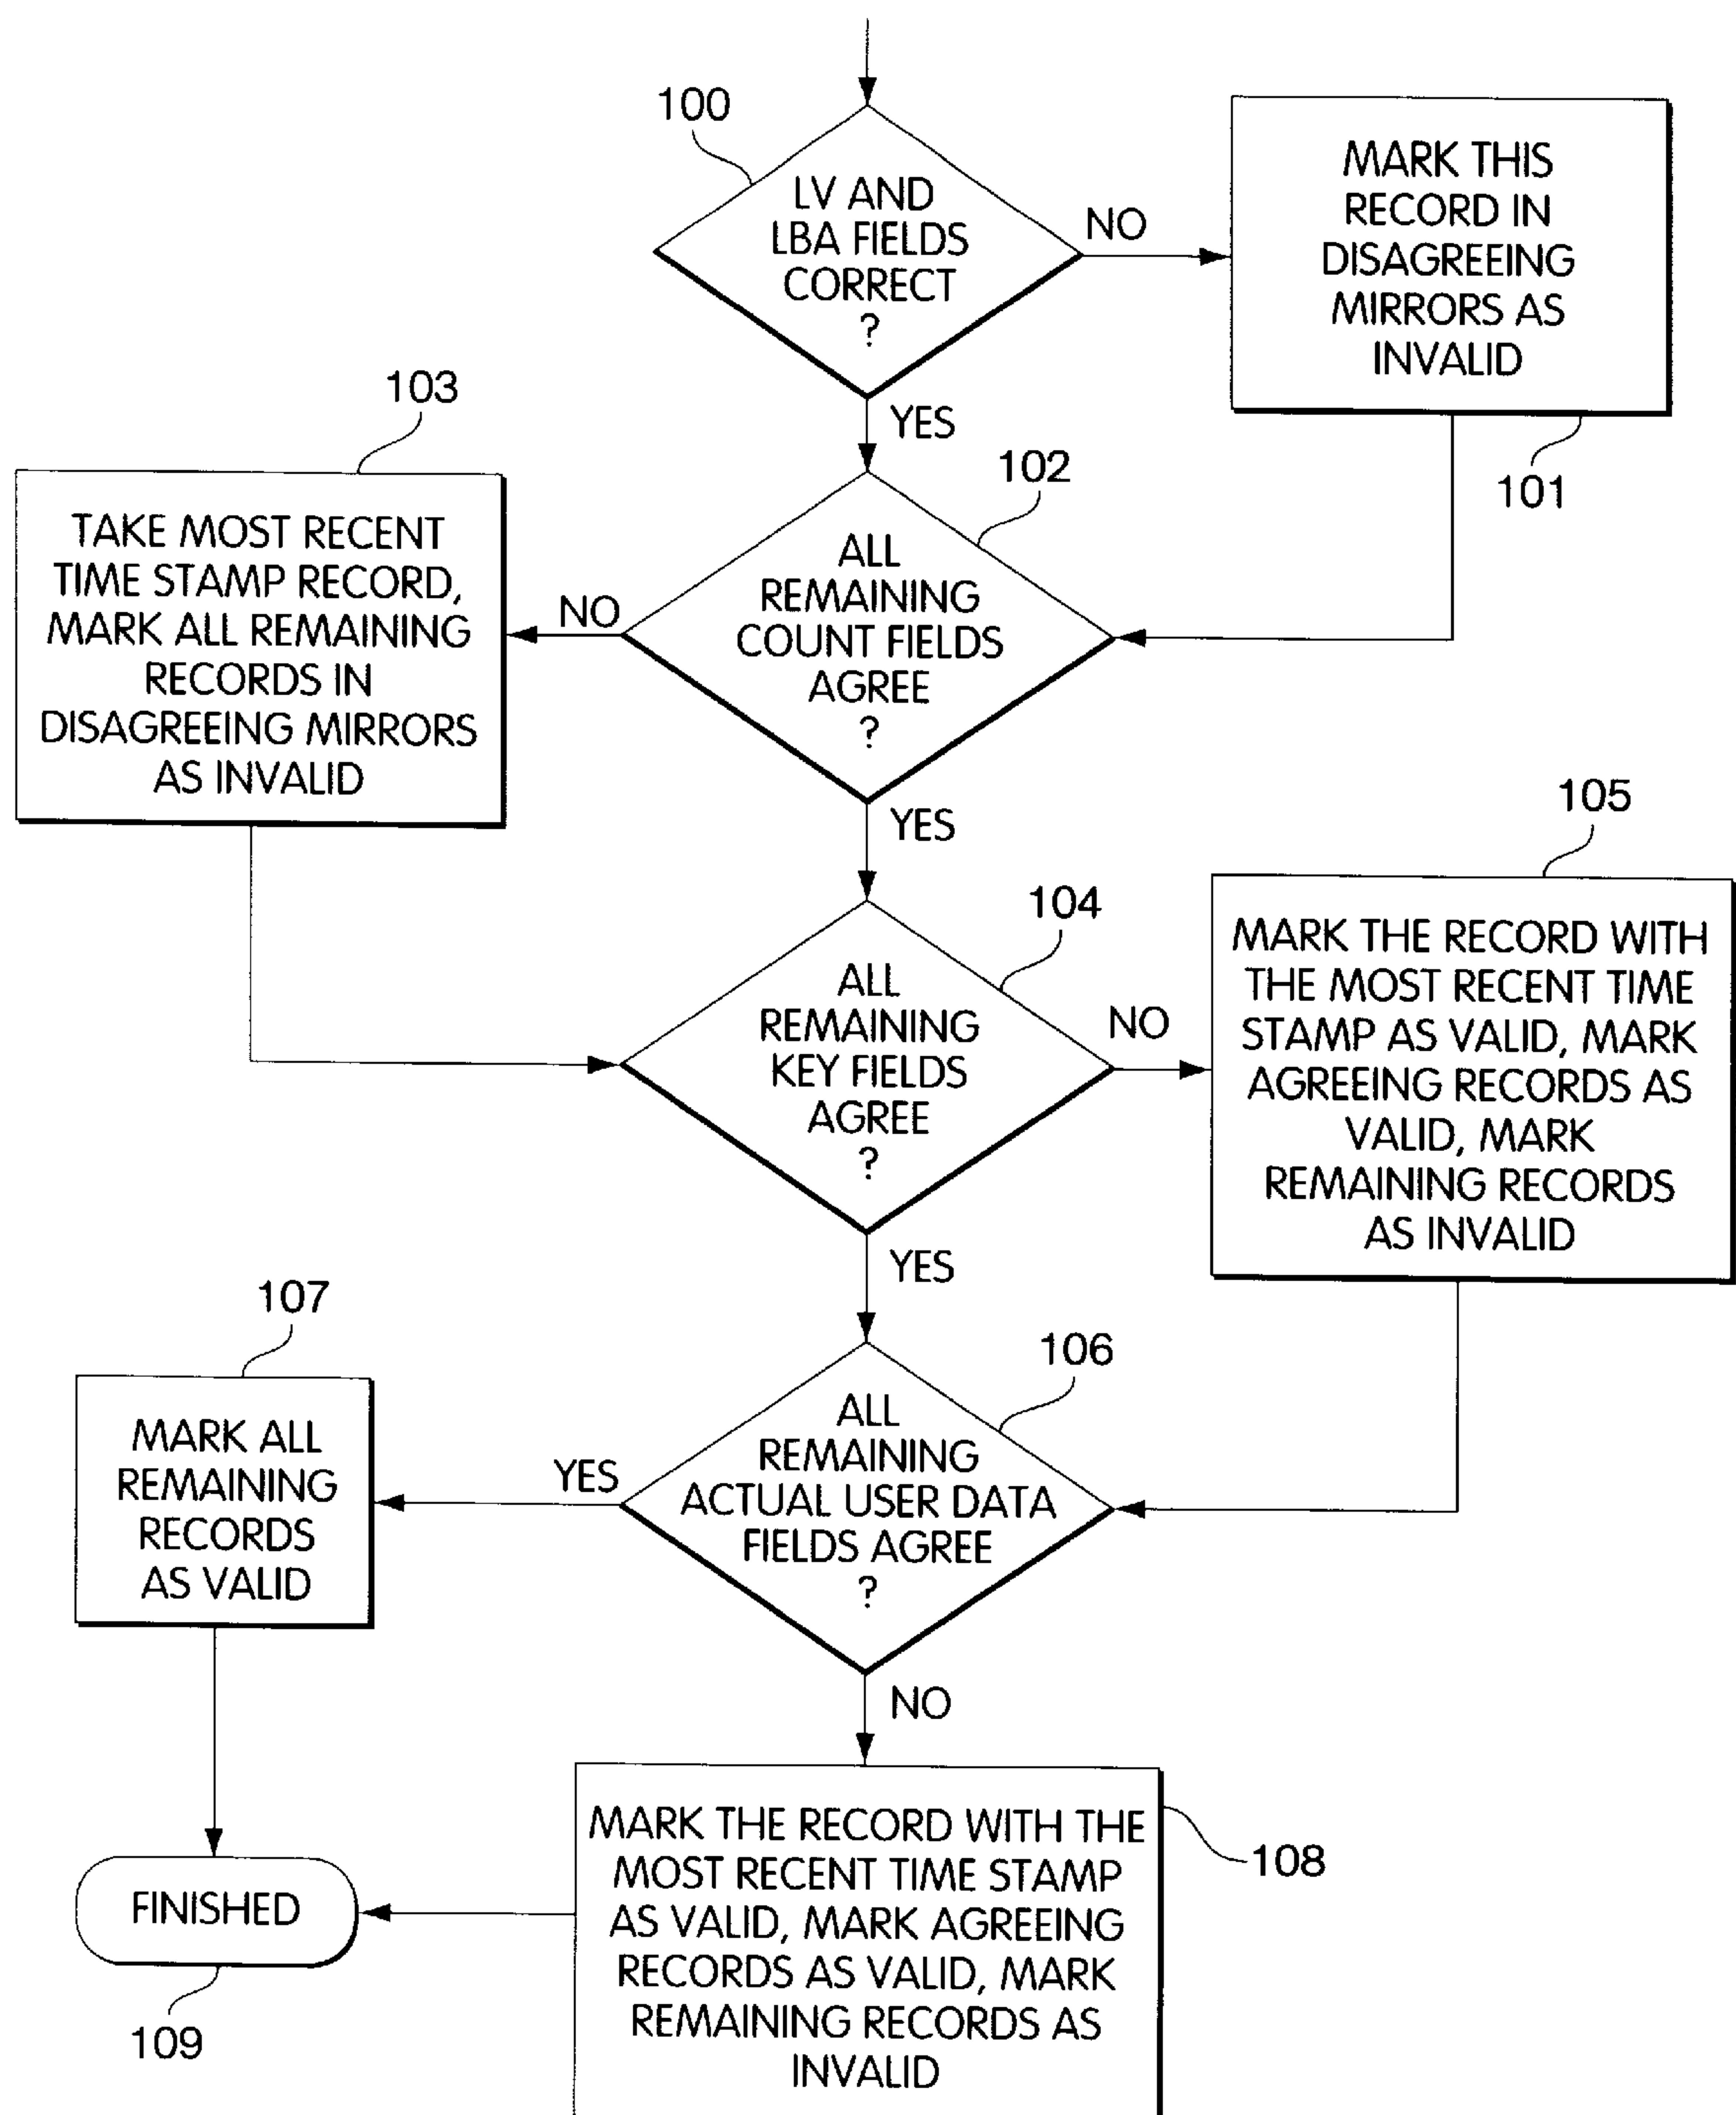 100
LV AND
LBA FIELDS
CORRECT
?
NO
YES
MARK THIS
RECORD IN
DISAGREEING
MIRRORS AS
INVALID
101
103
TAKE MOST RECENT
TIME STAMP RECORD,
MARK ALL REMAINING
RECORDS IN
DISAGREEING MIRRORS
AS INVALID
102
ALL
REMAINING
COUNT FIELDS
AGREE
?
NO
YES
104
ALL
REMAINING
KEY FIELDS
AGREE
?
NO
YES
105
MARK THE RECORD WITH
THE MOST RECENT TIME
STAMP AS VALID, MARK
AGREEING RECORDS AS
VALID, MARK
REMAINING RECORDS
AS INVALID
106
ALL
REMAINING
ACTUAL USER DATA
FIELDS AGREE
?
YES
NO
107
MARK ALL
REMAINING
RECORDS
AS VALID
108
MARK THE RECORD WITH THE
MOST RECENT TIME STAMP
AS VALID, MARK AGREEING
RECORDS AS VALID, MARK
REMAINING RECORDS AS
INVALID
FINISHED
109